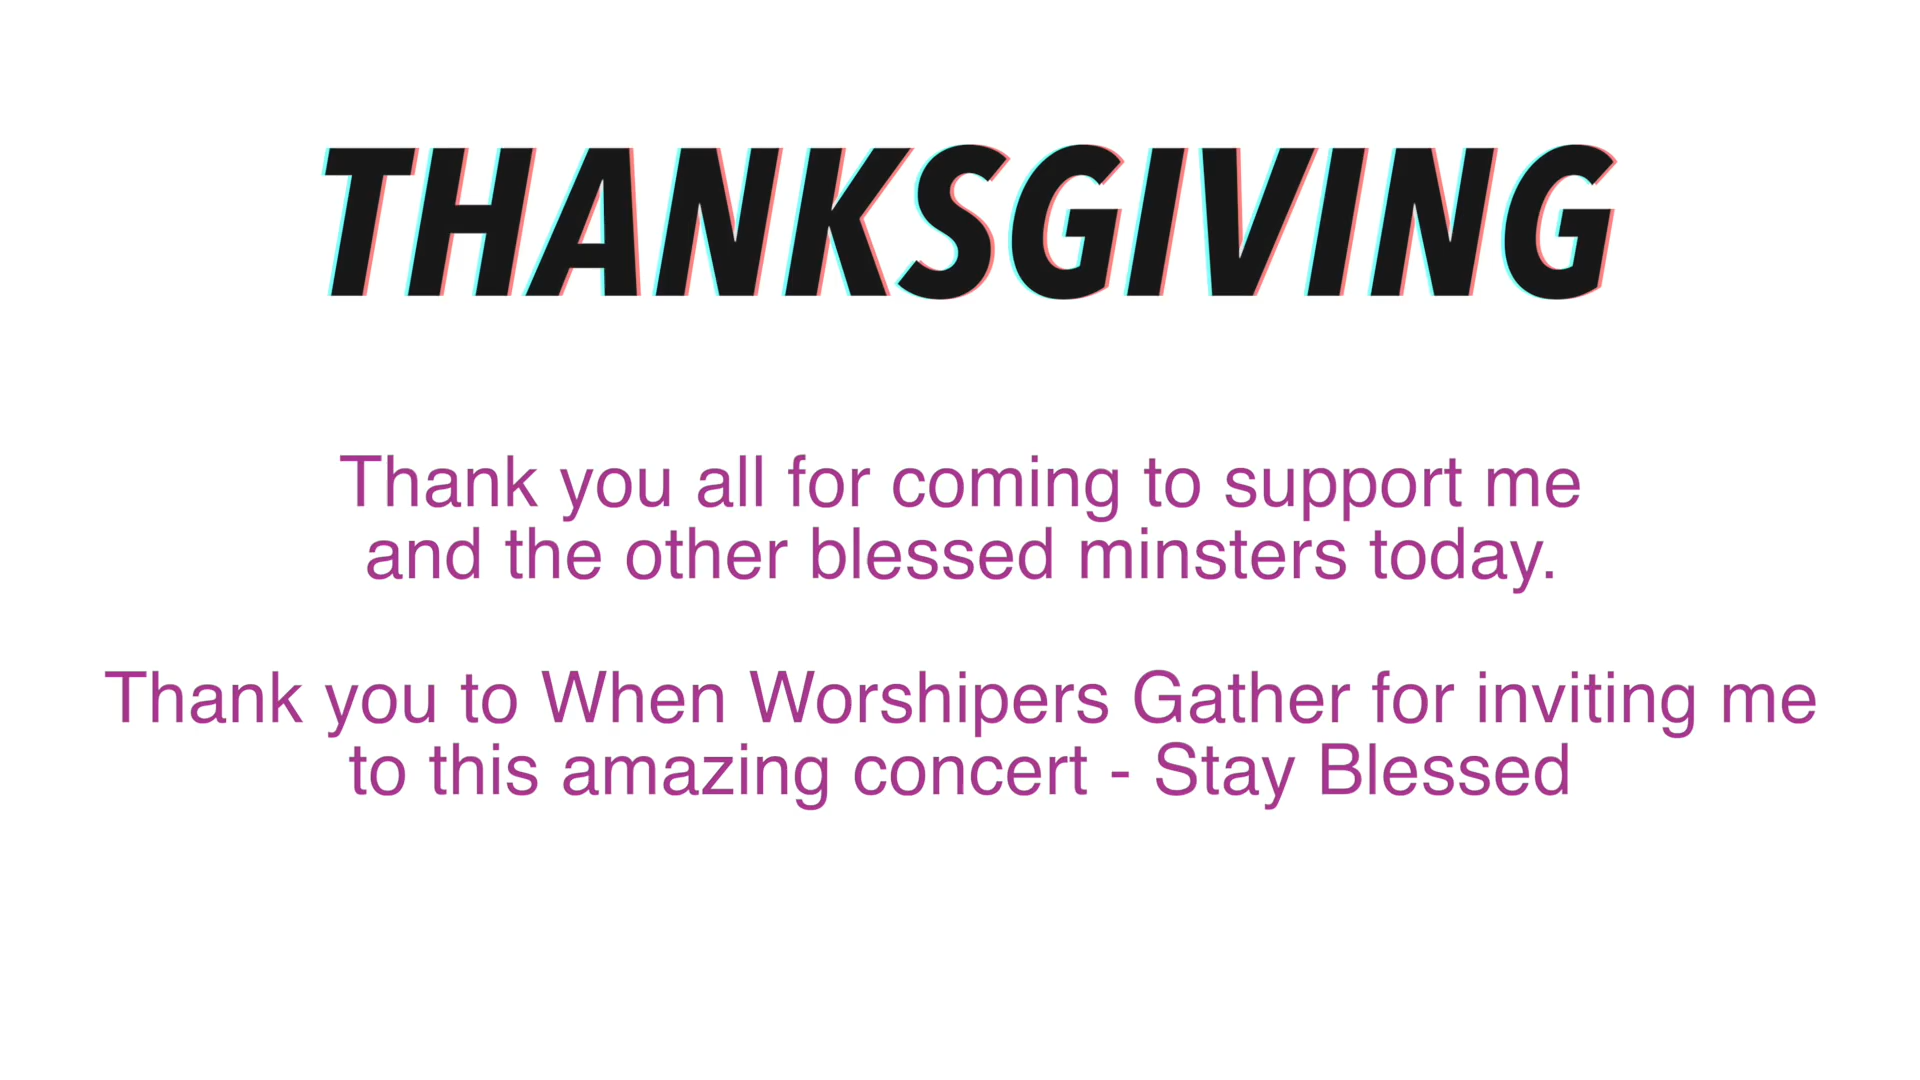 THANKSGIVING
Thank you all for coming to support me
and the other blessed minsters today.
Thank you to When Worshipers Gather for inviting me
to this amazing concert - Stay Blessed